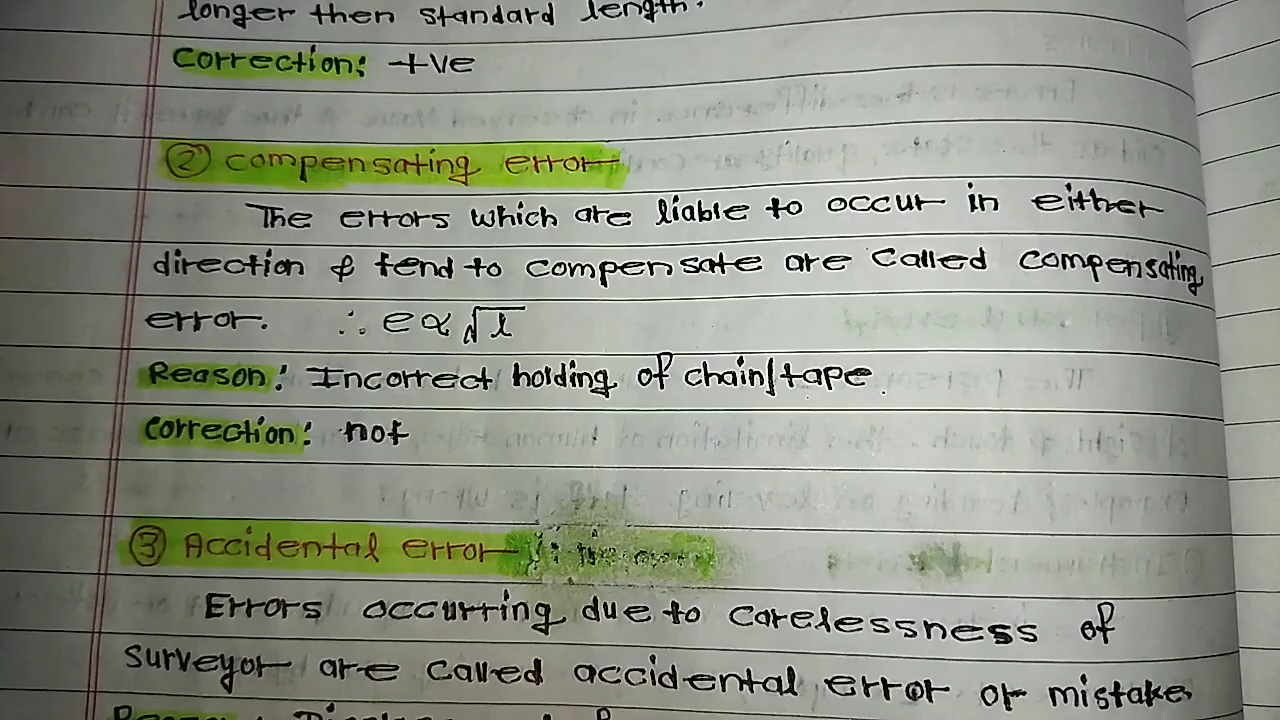 longer then standard length.
Correction: +ve
② compensating error
The errors which are liable to occur in either
direction & tend to compensate are called compensating
error. ∴ e ∝ √l
Reason: Incorrect holding of chain/tape.
Correction: not
③ Accidental error
Errors occurring due to carelessness of
surveyor are called accidental error or mistake.